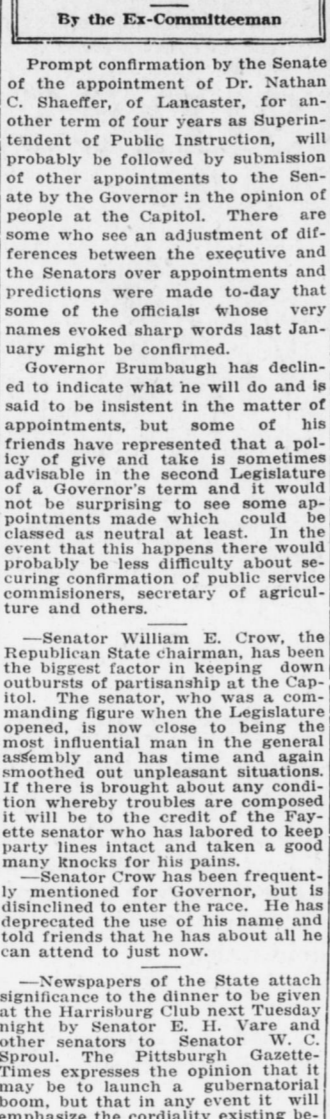 By the Ex-Committeeman
Prompt confirmation by the Senate
of the appointment of Dr. Nathan
C. Shaeffer, of Lancaster, for an-
other term of four years as Superin-
tendent of Public Instruction, will
probably be followed by submission
of other appointments to the Sen-
ate by the Governor in the opinion of
people at the Capitol. There are
some who see an adjustment of dif-
ferences between the executive and
the Senators over appointments and
predictions were made to-day that
some of the officials whose very
names evoked sharp words last Jan-
uary might be confirmed.
Governor Brumbaugh has declin-
ed to indicate what he will do and is
said to be insistent in the matter of
appointments, but some of his
friends have represented that a pol-
icy of give and take is sometimes
advisable in the second Legislature
of a Governor's term and it would
not be surprising to see some ap-
pointments made which could be
classed as neutral at least. In the
event that this happens there would
probably be less difficulty about se-
curing confirmation of public service
commisioners, secretary of agricul-
ture and others.
—Senator William E. Crow, the
Republican State chairman, has been
the biggest factor in keeping down
outbursts of partisanship at the Cap-
itol. The senator, who was a com-
manding figure when the Legislature
opened, is now close to being the
most influential man in the general
assembly and has time and again
smoothed out unpleasant situations.
If there is brought about any condi-
tion whereby troubles are composed
it will be to the credit of the Fay-
ette senator who has labored to keep
party lines intact and taken a good
many knocks for his pains.
—Senator Crow has been frequent-
ly mentioned for Governor, but is
disinclined to enter the race. He has
deprecated the use of his name and
told friends that he has about all he
can attend to just now.
—Newspapers of the State attach
significance to the dinner to be given
at the Harrisburg Club next Tuesday
night by Senator E. H. Vare and
other senators to Senator W. C.
Sproul. The Pittsburgh Gazette-
Times expresses the opinion that it
may be to launch a gubernatorial
boom, but that in any event it will
emphasize the cordiality existing be-